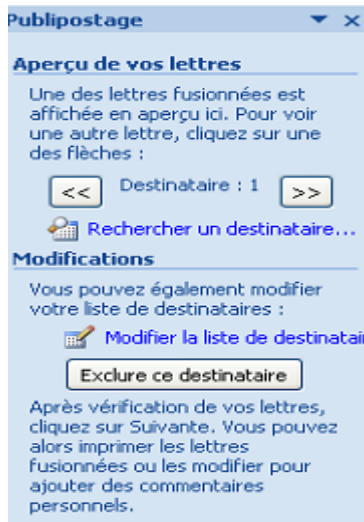 Publipostage
Aperçu de vos lettres
Une des lettres fusionnées est
affichée en aperçu ici. Pour voir
une autre lettre, cliquez sur une
des flèches :
<< Destinataire : 1 >>
Rechercher un destinataire...
Modifications
Vous pouvez également modifier
votre liste de destinataires :
Modifier la liste de destinatai
Exclure ce destinataire
Après vérification de vos lettres,
cliquez sur Suivante. Vous pouvez
alors imprimer les lettres
fusionnées ou les modifier pour
ajouter des commentaires
personnels.